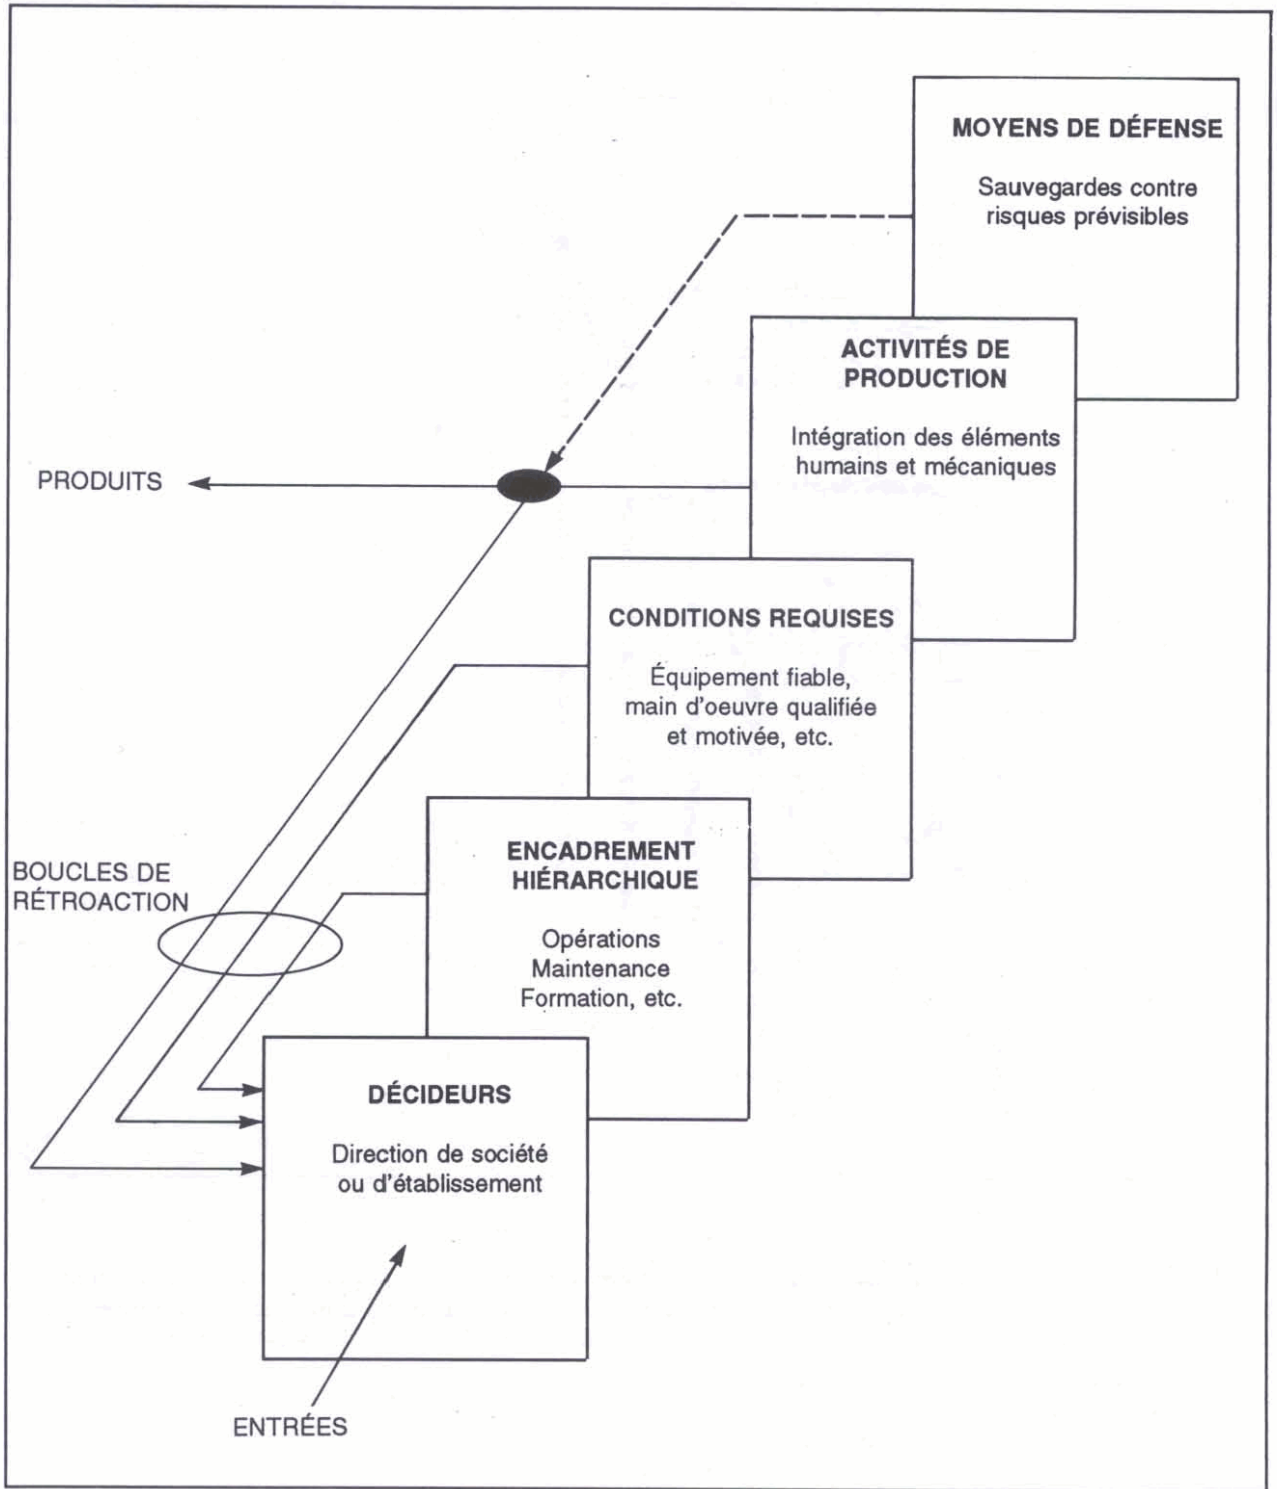 MOYENS DE DÉFENSE
Sauvegardes contre
risques prévisibles
ACTIVITÉS DE
PRODUCTION
Intégration des éléments
humains et mécaniques
PRODUITS
CONDITIONS REQUISES
Équipement fiable,
main d'oeuvre qualifiée
et motivée, etc.
ENCADREMENT
HIÉRARCHIQUE
Opérations
Maintenance
Formation, etc.
BOUCLES DE
RÉTROACTION
DÉCIDEURS
Direction de société
ou d'établissement
ENTRÉES